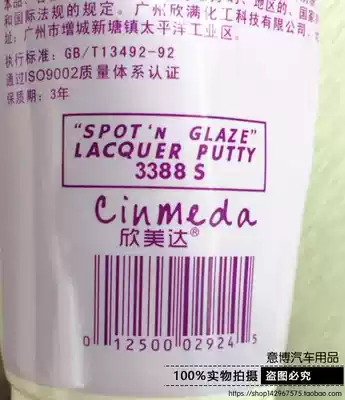 和国际法规的规定。广州欣满化工科技有限公司
广州市增城新塘镇太平洋工业区。
执行标准：GB/T13492-92
通过ISO9002质量体系认证
保质期：3年
"SPOT'N GLAZE"
LACQUER PUTTY
3388 S
Cinmeda
欣美达®
0 12500 02924 5
意博汽车用品
100%实物拍摄 盗图必究
https://shop142967575.taobao.com